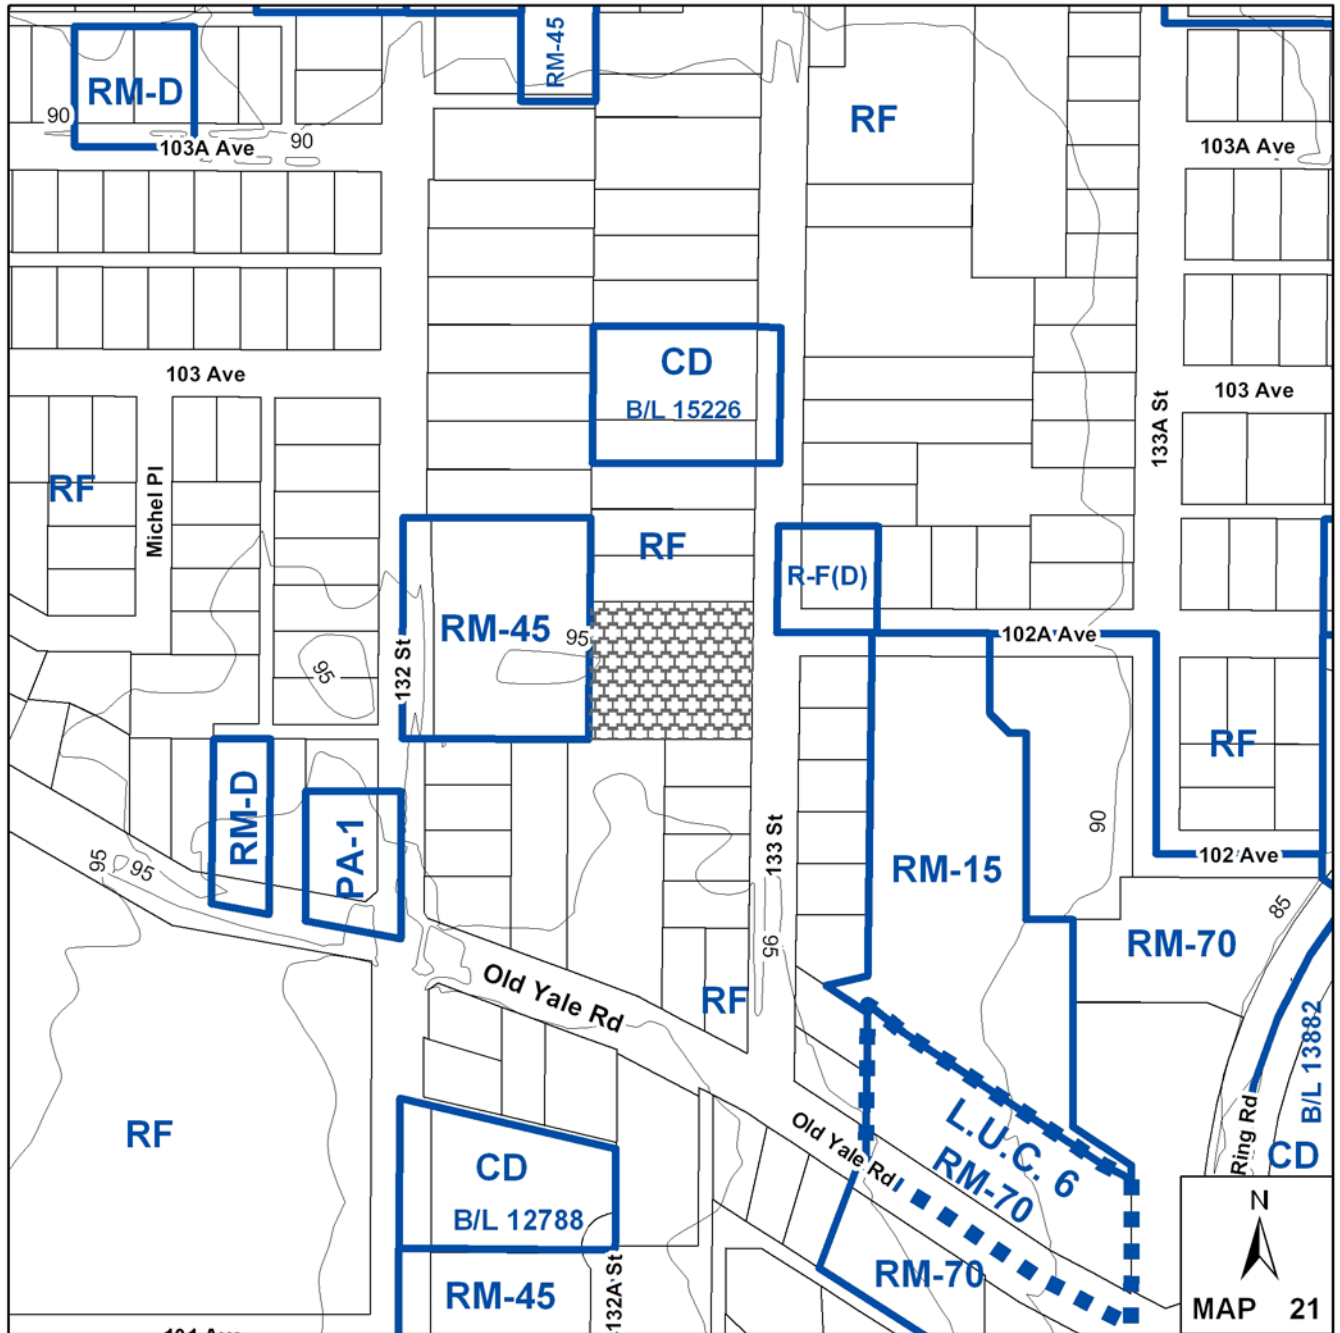 RM-45
RM-D
RF
90
90
103A Ave
103A Ave
CD
B/L 15226
103 Ave
103 Ave
133A St
RF
Michel Pl
RF
R-F(D)
RM-45
95
102A Ave
132 St
95
RF
RM-D
PA-1
133 St
90
102 Ave
95
95
RM-15
85
RM-70
95
Old Yale Rd
RF
B/L 13882
RF
Old Yale Rd
L.U.C. 6
RM-70
Ring Rd
CD
CD
B/L 12788
N
RM-70
132A St
RM-45
MAP 21